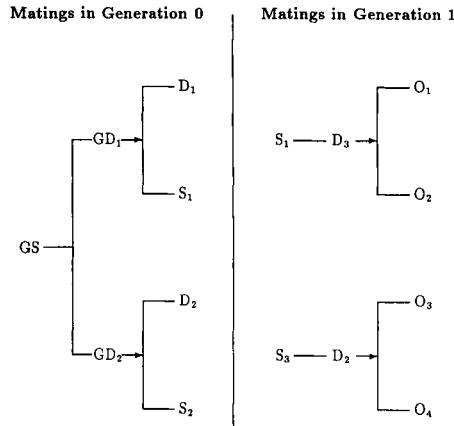 Matings in Generation 0
Matings in Generation 1
D₁
O₁
GD₁
S₁
D₃
S₁
O₂
GS
D₂
O₃
GD₂
S₃
D₂
S₂
O₄